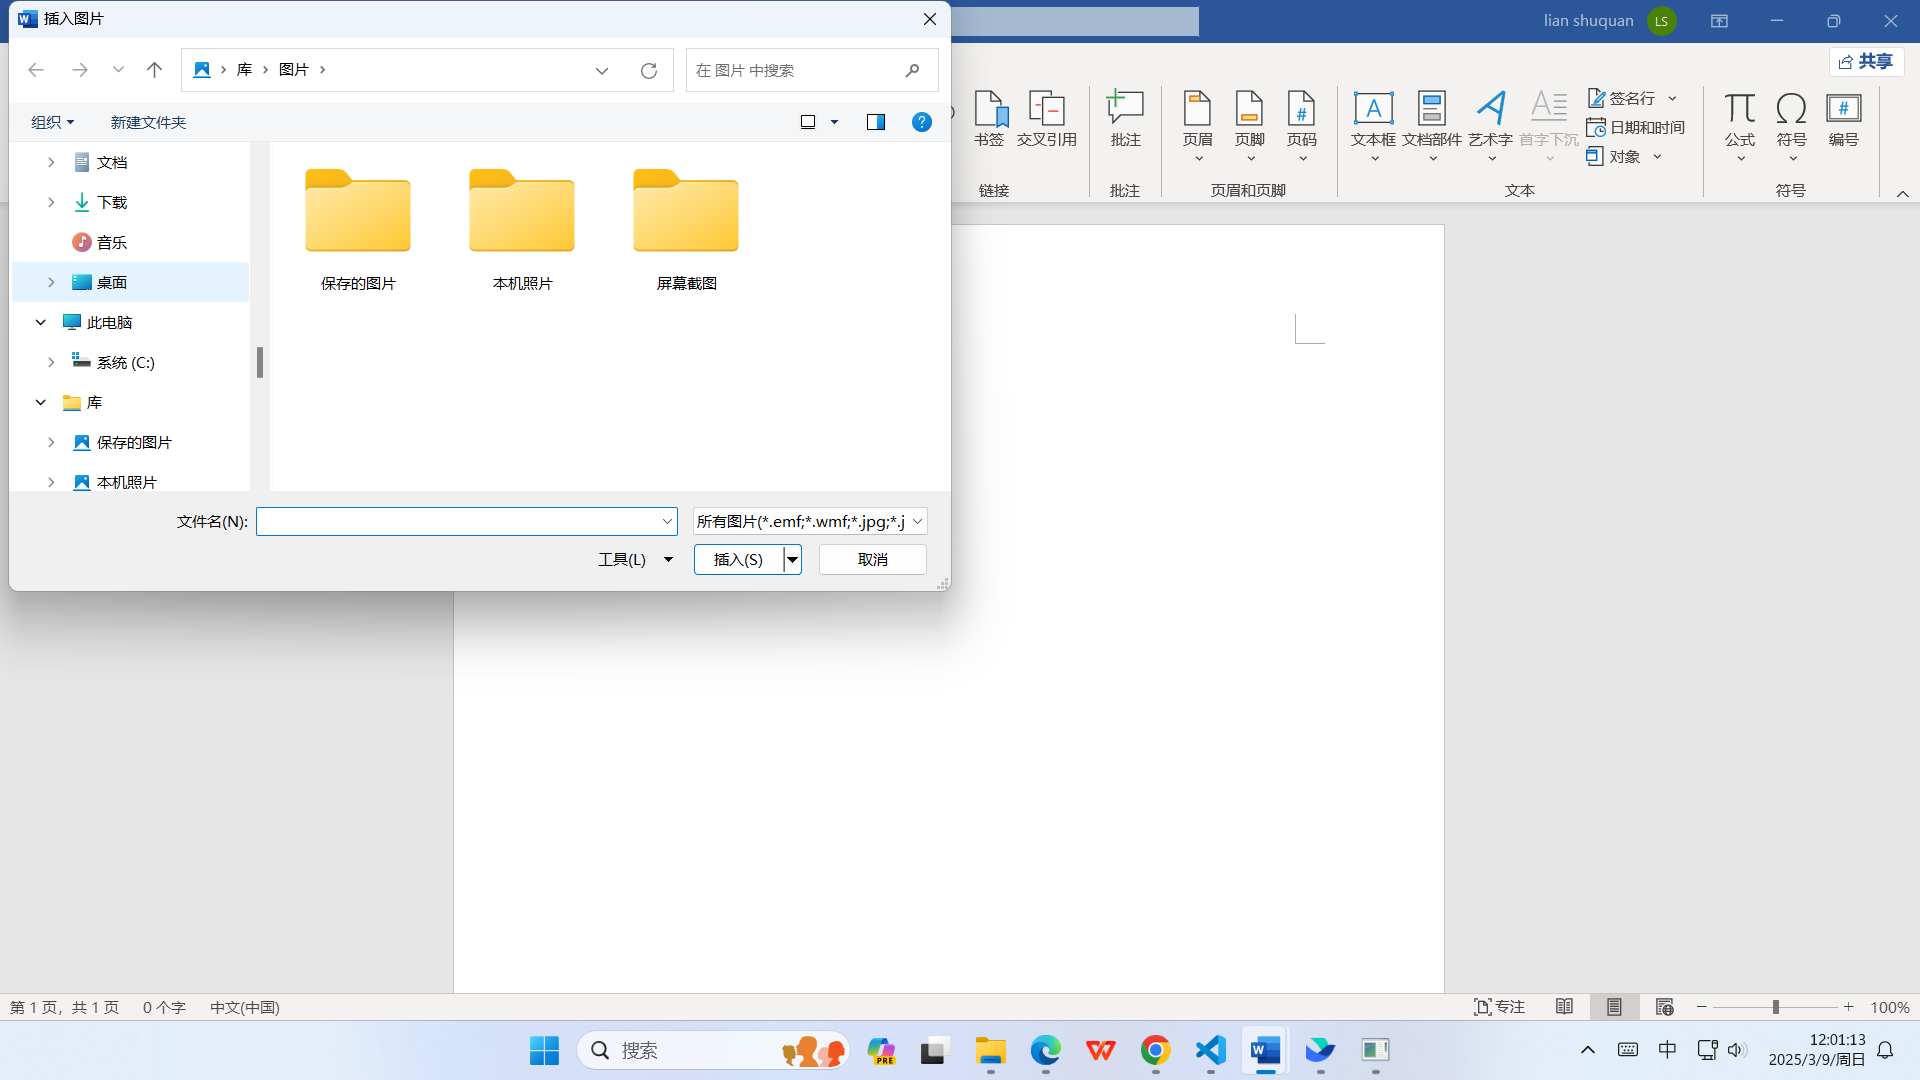 插入图片
lian shuquan
LS
库
图片
在 图片 中搜索
共享
组织
新建文件夹
文档
下载
音乐
桌面
此电脑
系统 (C:)
库
保存的图片
本机照片
保存的图片
本机照片
屏幕截图
文件名(N):
所有图片(*.emf;*.wmf;*.jpg;*.j
工具(L)
插入(S)
取消
书签
交叉引用
批注
页眉
页脚
页码
文本框
文档部件
艺术字
首字下沉
签名行
日期和时间
对象
公式
符号
编号
链接
批注
页眉和页脚
文本
符号
第 1 页，共 1 页
0 个字
中文(中国)
专注
100%
搜索
PRE
中
12:01:13
2025/3/9/周日